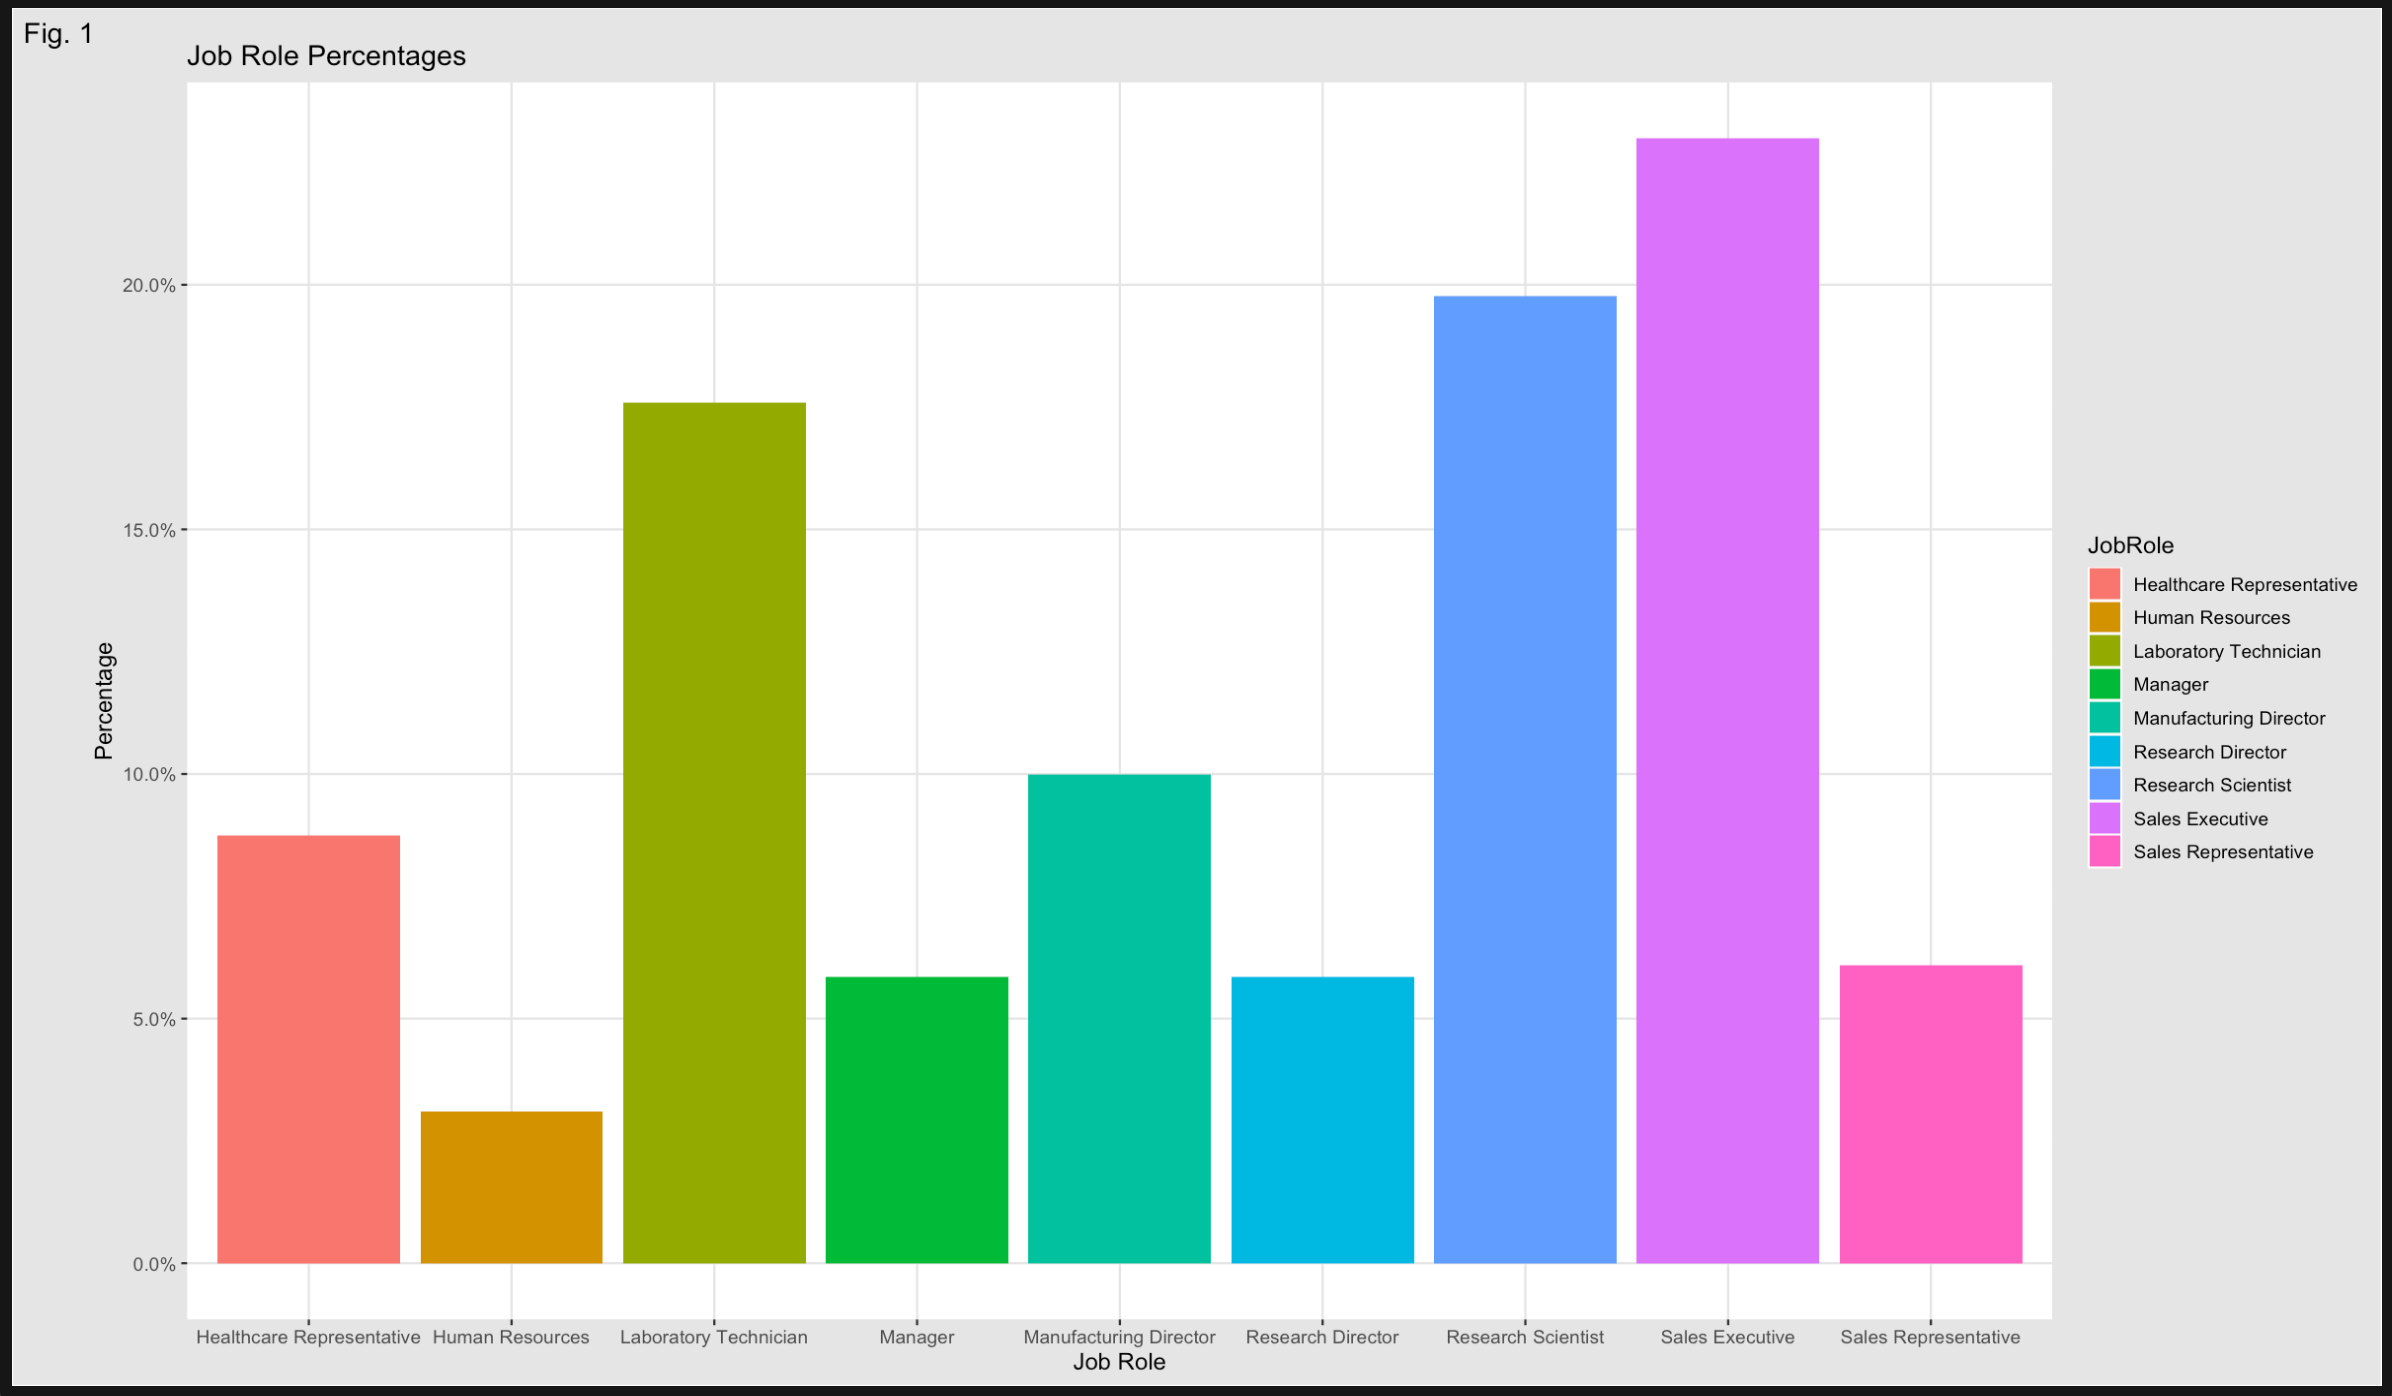 Fig. 1
Job Role Percentages
20.0%
15.0%
10.0%
5.0%
0.0%
Percentage
Healthcare Representative Human Resources Laboratory Technician Manager Manufacturing Director Research Director Research Scientist Sales Executive Sales Representative
Job Role
JobRole
Healthcare Representative
Human Resources
Laboratory Technician
Manager
Manufacturing Director
Research Director
Research Scientist
Sales Executive
Sales Representative